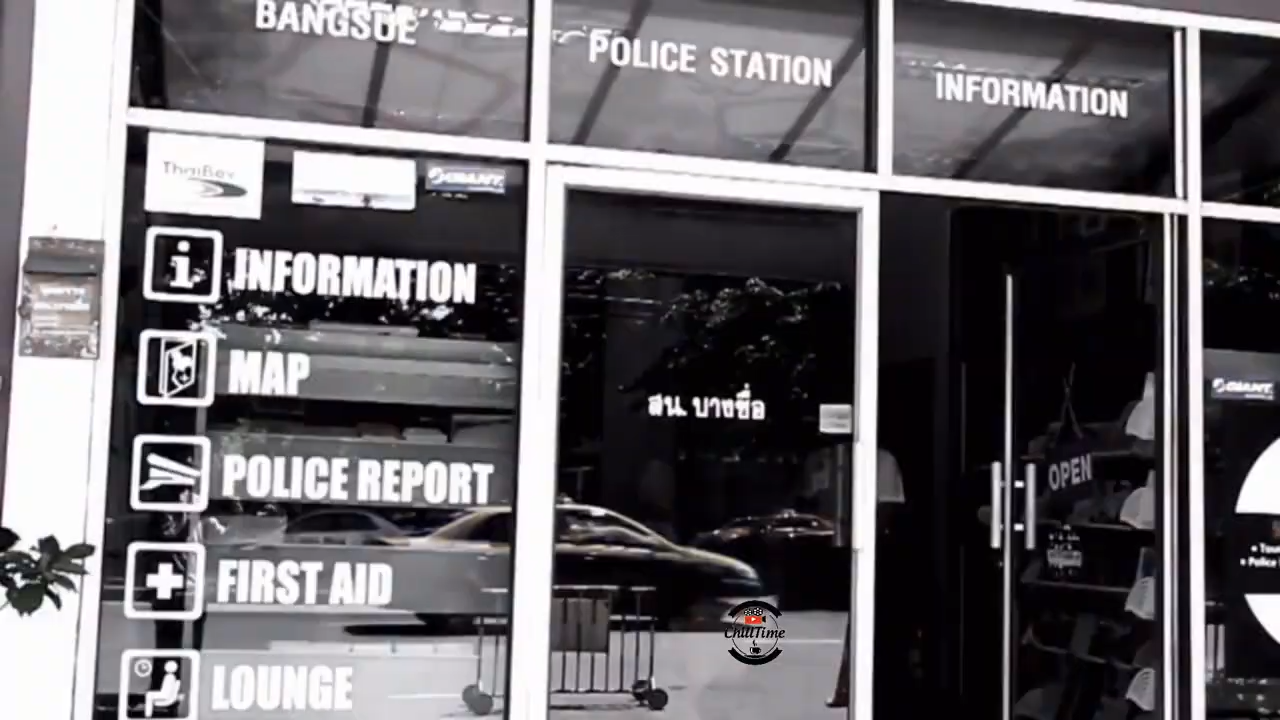 BANGSUE
POLICE STATION
INFORMATION
ThaiBev
GIANT
INFORMATION
MAP
POLICE REPORT
FIRST AID
LOUNGE
สน. บางซื่อ
OPEN
GIANT
• Police
ChillTime